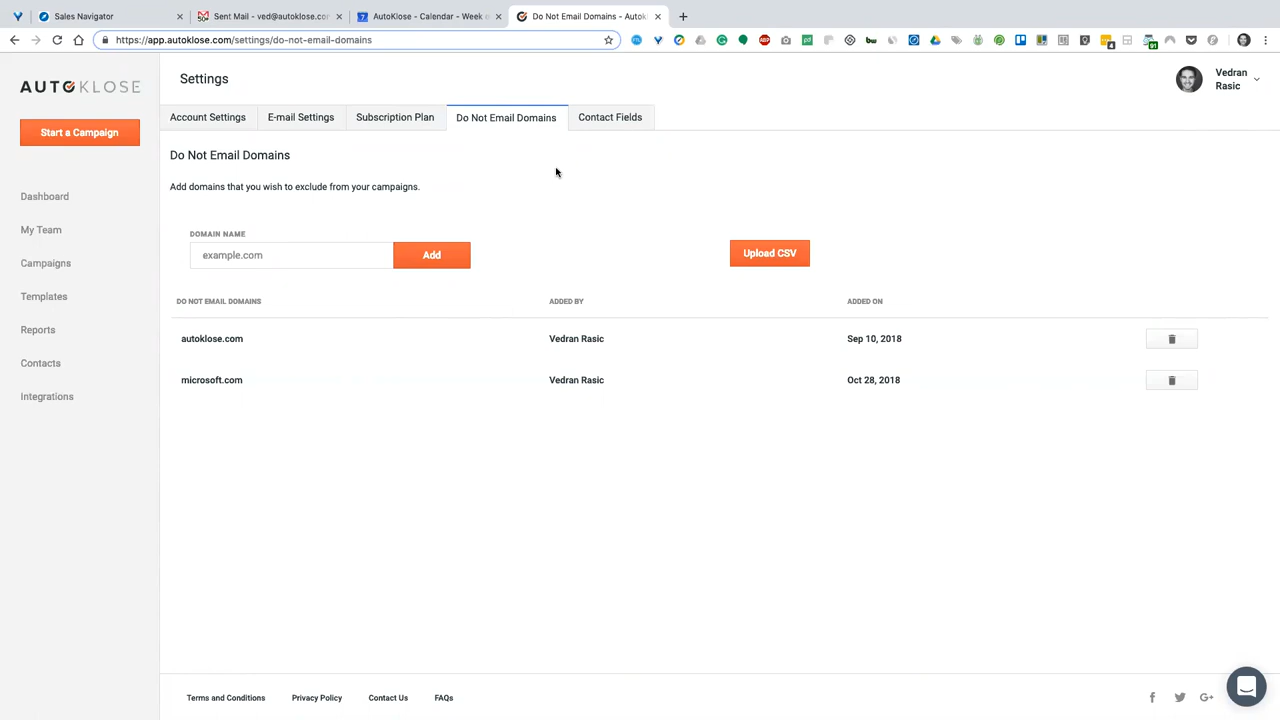 Sales Navigator
Sent Mail - ved@autoklose.com
AutoKlose - Calendar - Week o
Do Not Email Domains - Autokl
https://app.autoklose.com/settings/do-not-email-domains
AUTOKLOSE
Settings
Vedran
Rasic
Start a Campaign
Account Settings
E-mail Settings
Subscription Plan
Do Not Email Domains
Contact Fields
Do Not Email Domains
Add domains that you wish to exclude from your campaigns.
Dashboard
My Team
Campaigns
Templates
Reports
Contacts
Integrations
DOMAIN NAME
example.com
Add
Upload CSV
DO NOT EMAIL DOMAINS
ADDED BY
ADDED ON
autoklose.com
Vedran Rasic
Sep 10, 2018
microsoft.com
Vedran Rasic
Oct 28, 2018
Terms and Conditions
Privacy Policy
Contact Us
FAQs